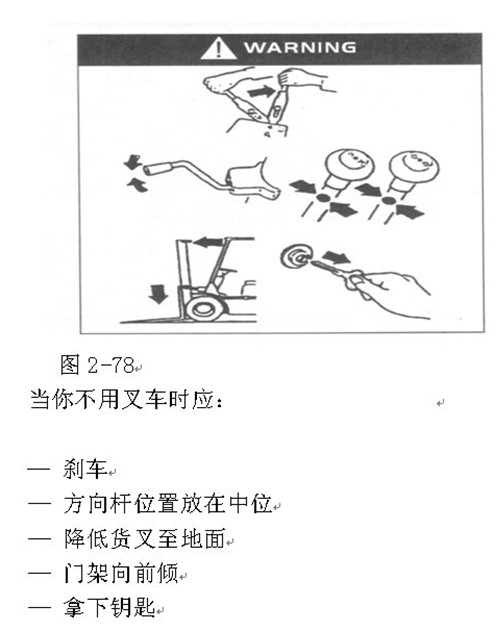 WARNING
图 2-78
当你不用叉车时应：
— 刹车
— 方向杆位置放在中位
— 降低货叉至地面
— 门架向前倾
— 拿下钥匙